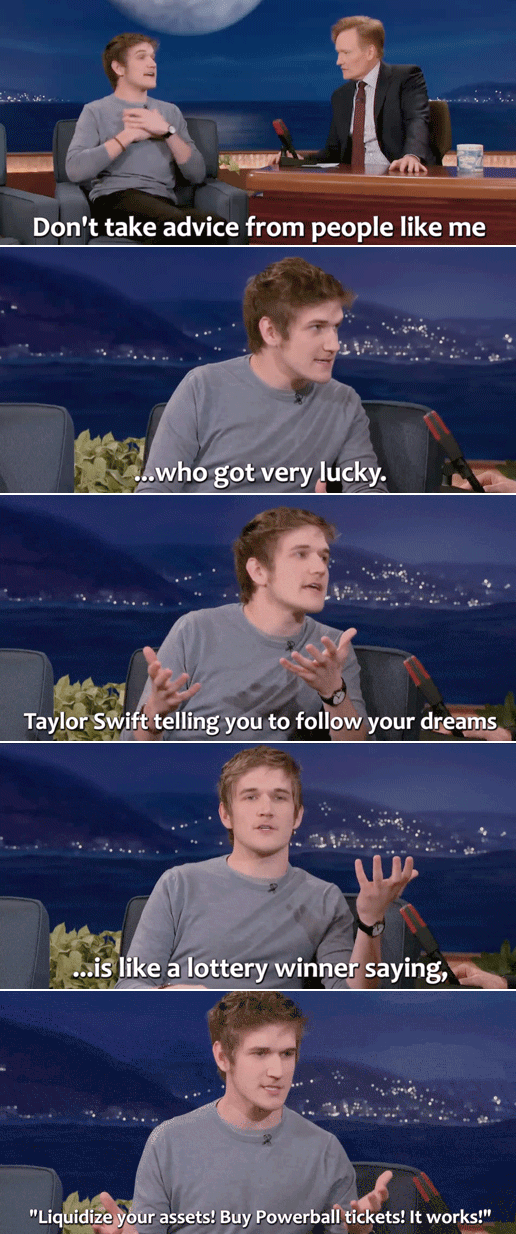 Don't take advice from people like me
...who got very lucky.
Taylor Swift telling you to follow your dreams
...is like a lottery winner saying,
"Liquidize your assets! Buy Powerball tickets! It works!"